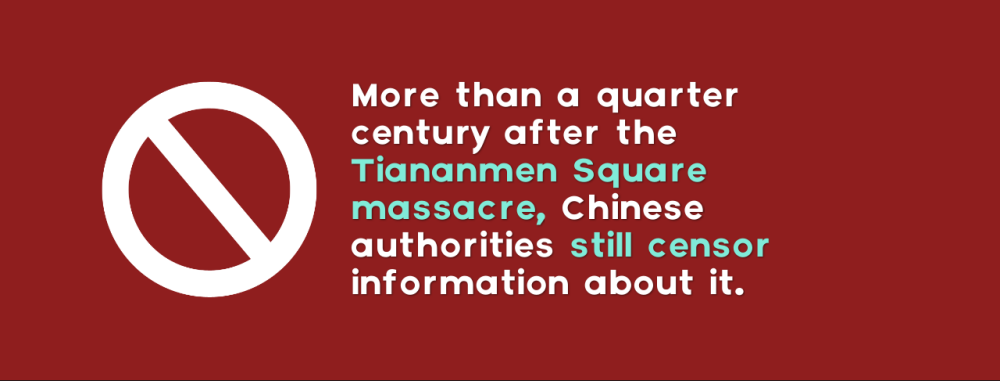 More than a quarter
century after the
Tiananmen Square
massacre, Chinese
authorities still censor
information about it.